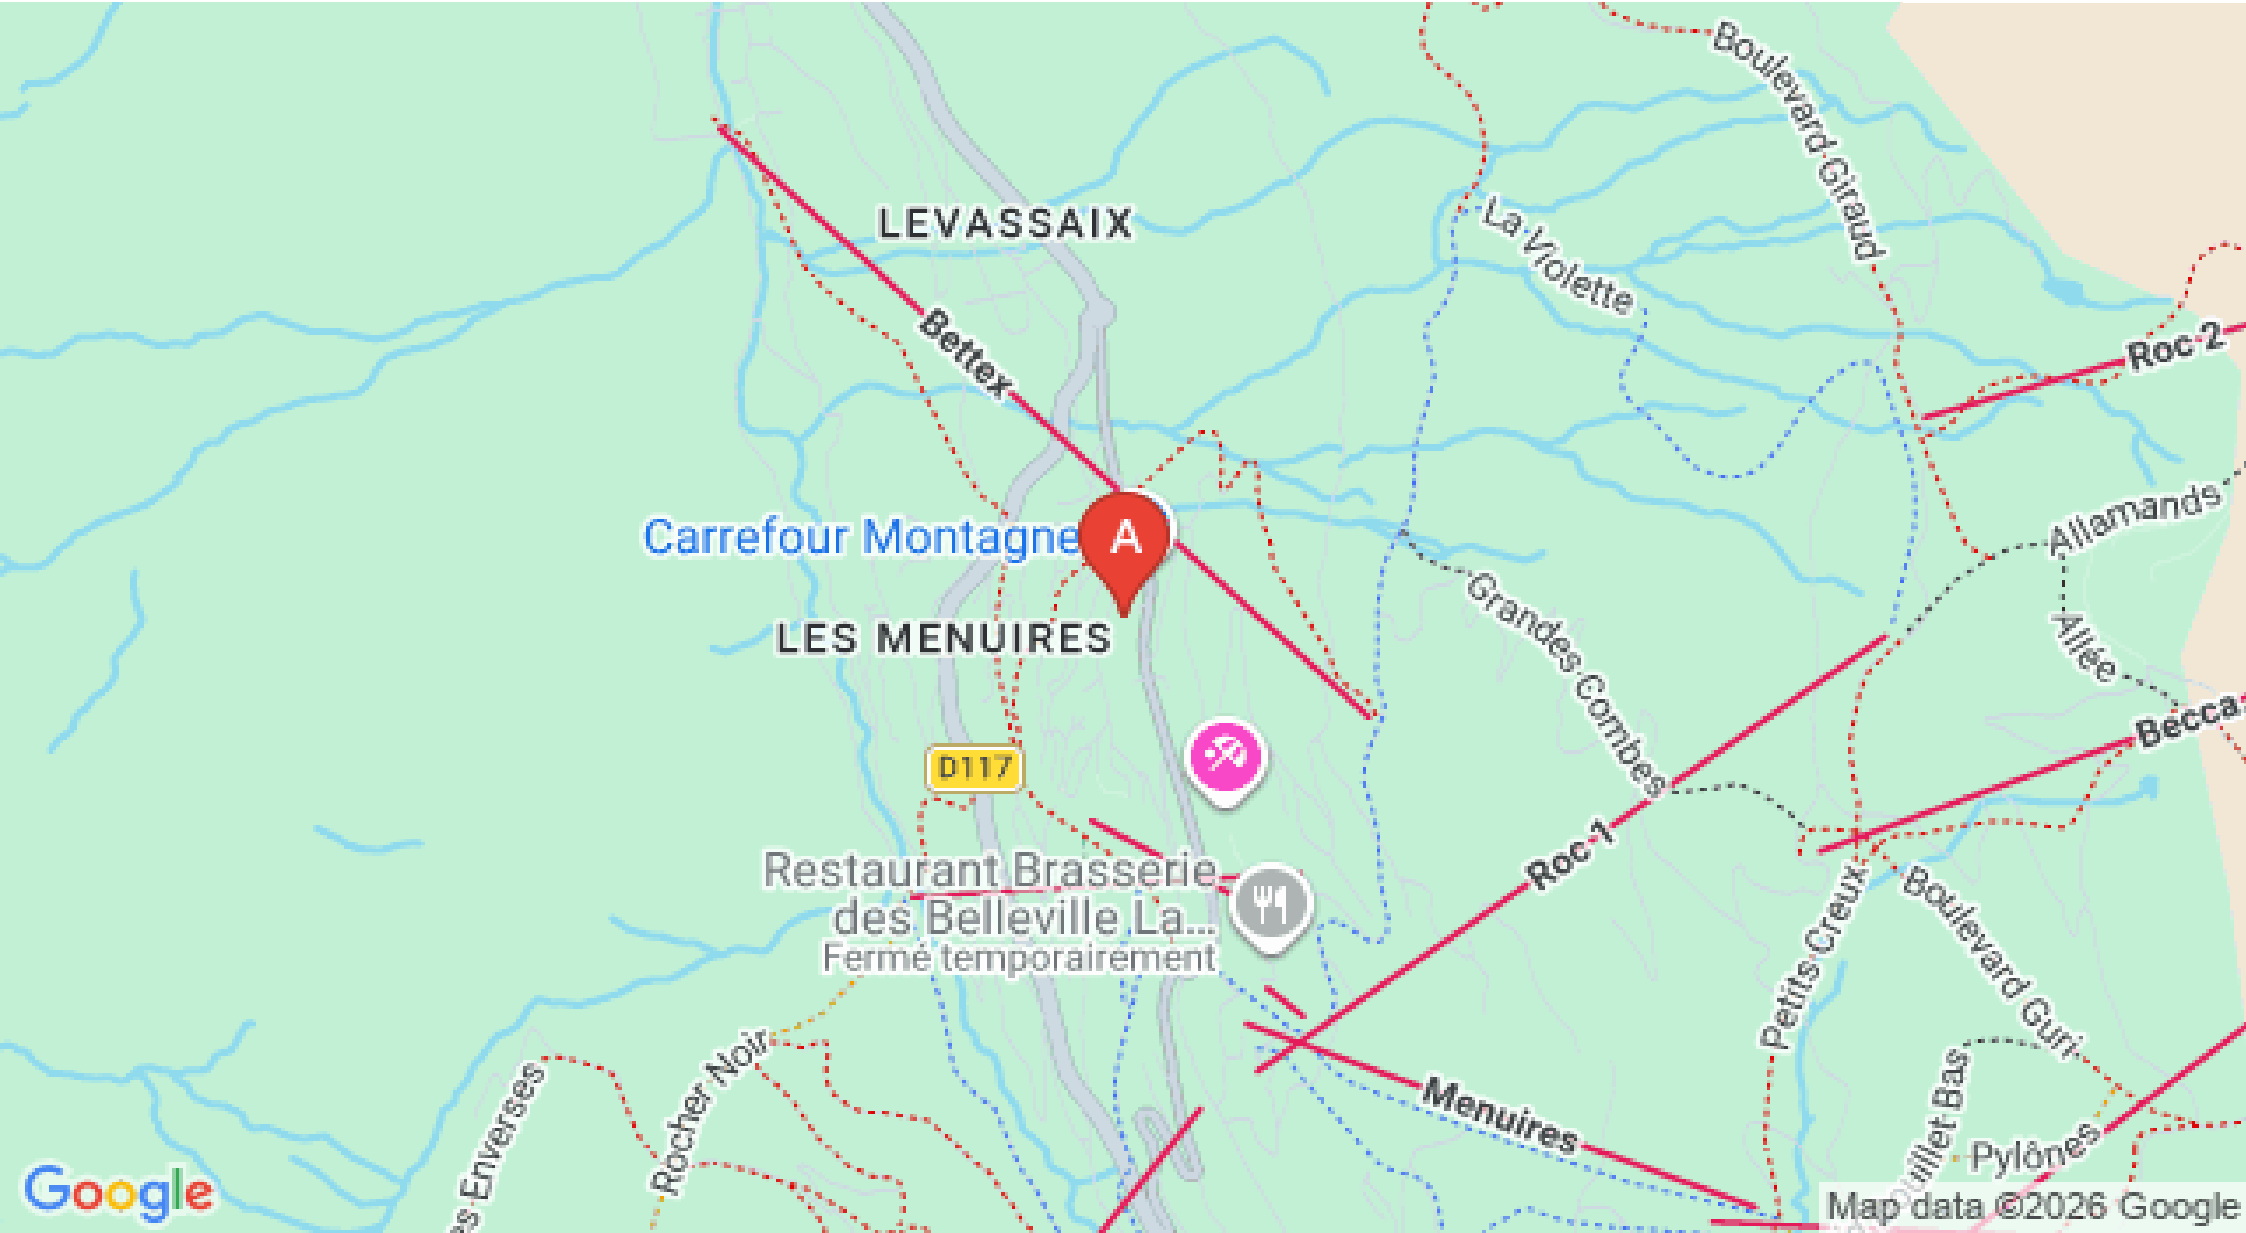 Boulevard Giraud
LEVASSAIX
La Violette
Bettex
Roc 2
Allamands
Carrefour Montagne
A
Grandes Combes
LES MENUIRES
Allée
Becca
D117
Roc 1
Restaurant Brasserie
des Belleville La...
Fermé temporairement
Petits Creux
Boulevard Guri
Rocher Noir
Enverses
Menuires
Bas
Pylônes
Google
Map data ©2026 Google